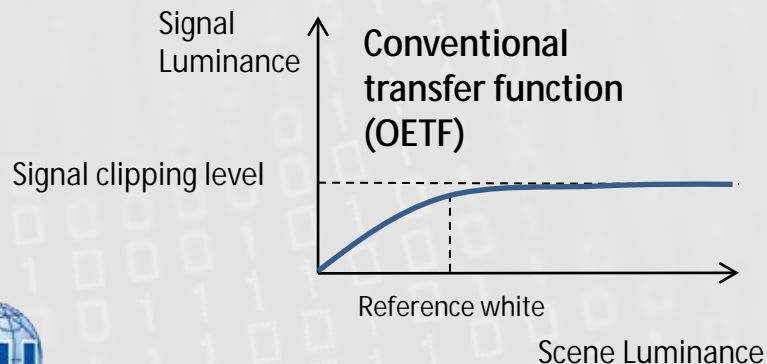 Signal
Luminance
Conventional
transfer function
(OETF)
Signal clipping level
Reference white
Scene Luminance